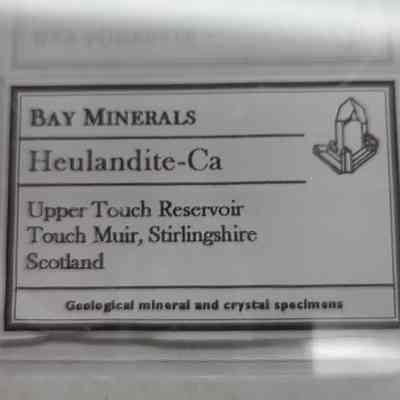 BAY MINERALS
Heulandite-Ca
Upper Touch Reservoir
Touch Muir, Stirlingshire
Scotland
Geological mineral and crystal specimens